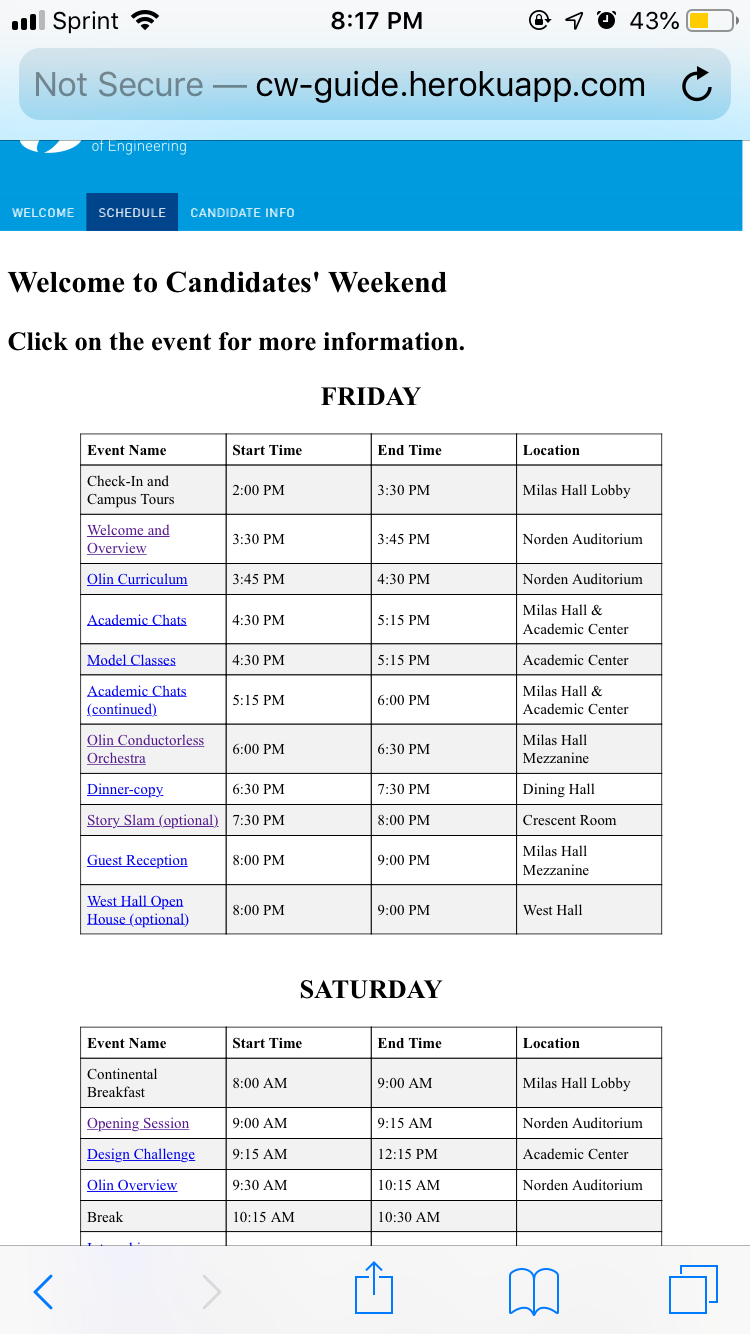 Sprint 8:17 PM 43%
Not Secure — cw-guide.herokuapp.com
of Engineering
WELCOME SCHEDULE CANDIDATE INFO
Welcome to Candidates' Weekend
Click on the event for more information.
FRIDAY
Event Name Start Time End Time Location
Check-In and
Campus Tours 2:00 PM 3:30 PM Milas Hall Lobby
Welcome and
Overview 3:30 PM 3:45 PM Norden Auditorium
Olin Curriculum 3:45 PM 4:30 PM Norden Auditorium
Academic Chats 4:30 PM 5:15 PM Milas Hall &
Academic Center
Model Classes 4:30 PM 5:15 PM Academic Center
Academic Chats
(continued) 5:15 PM 6:00 PM Milas Hall &
Academic Center
Olin Conductorless
Orchestra 6:00 PM 6:30 PM Milas Hall
Mezzanine
Dinner-copy 6:30 PM 7:30 PM Dining Hall
Story Slam (optional) 7:30 PM 8:00 PM Crescent Room
Guest Reception 8:00 PM 9:00 PM Milas Hall
Mezzanine
West Hall Open
House (optional) 8:00 PM 9:00 PM West Hall
SATURDAY
Event Name Start Time End Time Location
Continental
Breakfast 8:00 AM 9:00 AM Milas Hall Lobby
Opening Session 9:00 AM 9:15 AM Norden Auditorium
Design Challenge 9:15 AM 12:15 PM Academic Center
Olin Overview 9:30 AM 10:15 AM Norden Auditorium
Break 10:15 AM 10:30 AM